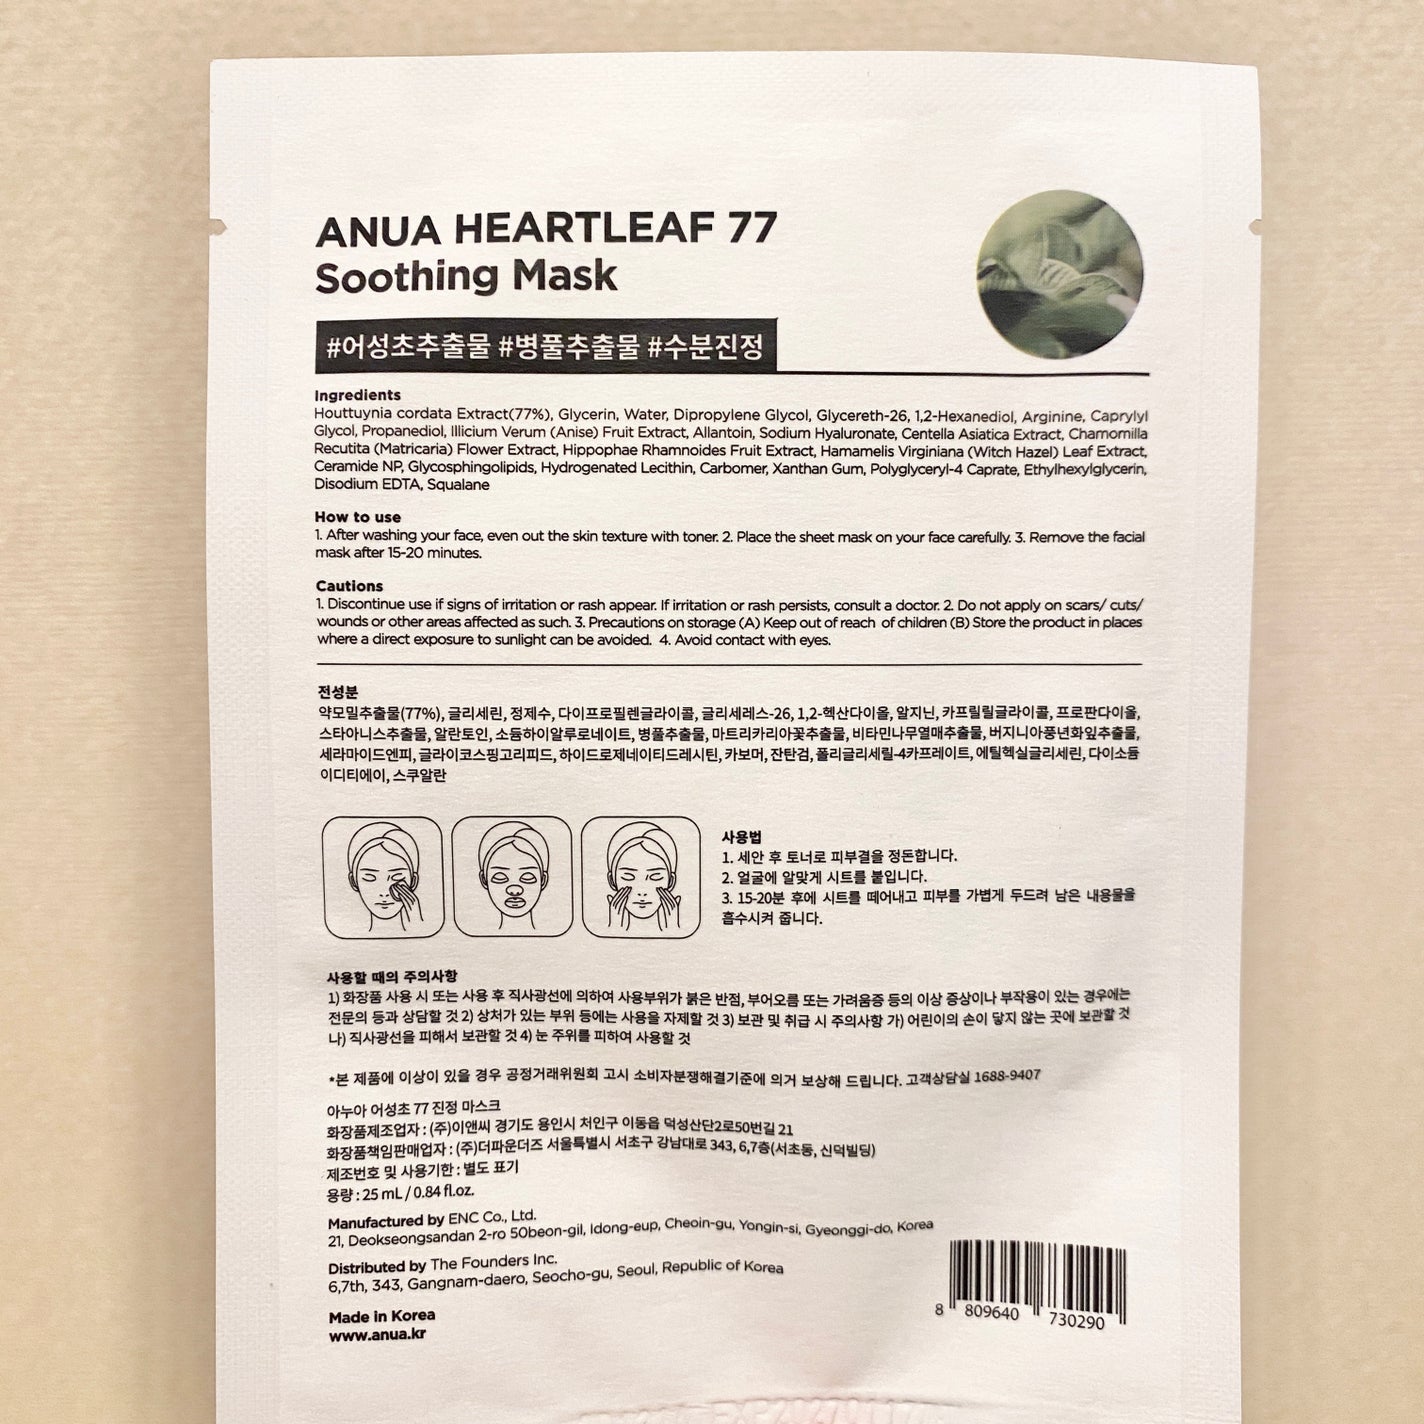 ANUA HEARTLEAF 77
Soothing Mask
#어성초추출물 #병풀추출물 #수분진정
Ingredients
Houttuynia cordata Extract(77%), Glycerin, Water, Dipropylene Glycol, Glycereth-26, 1,2-Hexanediol, Arginine, Caprylyl
Glycol, Propanediol, Illicium Verum (Anise) Fruit Extract, Allantoin, Sodium Hyaluronate, Centella Asiatica Extract, Chamomilla
Recutita (Matricaria) Flower Extract, Hippophae Rhamnoides Fruit Extract, Hamamelis Virginiana (Witch Hazel) Leaf Extract,
Ceramide NP, Glycosphingolipids, Hydrogenated Lecithin, Carbomer, Xanthan Gum, Polyglyceryl-4 Caprate, Ethylhexylglycerin,
Disodium EDTA, Squalane
How to use
1. After washing your face, even out the skin texture with toner. 2. Place the sheet mask on your face carefully. 3. Remove the facial
mask after 15-20 minutes.
Cautions
1. Discontinue use if signs of irritation or rash appear. If irritation or rash persists, consult a doctor. 2. Do not apply on scars/ cuts/
wounds or other areas affected as such. 3. Precautions on storage (A) Keep out of reach of children (B) Store the product in places
where a direct exposure to sunlight can be avoided. 4. Avoid contact with eyes.
전성분
약모밀추출물(77%), 글리세린, 정제수, 다이프로필렌글라이콜, 글리세레스-26, 1,2-헥산다이올, 알지닌, 카프릴릴글라이콜, 프로판다이올,
스타아니스추출물, 알란토인, 소듐하이알루로네이트, 병풀추출물, 마트리카리아꽃추출물, 비타민나무열매추출물, 버지니아풍년화잎추출물,
세라마이드엔피, 글라이코스핑고리피드, 하이드로제네이티드레시틴, 카보머, 잔탄검, 폴리글리세릴-4카프레이트, 에틸헥실글리세린, 다이소듐
이디티에이, 스쿠알란
사용법
1. 세안 후 토너로 피부결을 정돈합니다.
2. 얼굴에 알맞게 시트를 붙입니다.
3. 15-20분 후에 시트를 떼어내고 피부를 가볍게 두드려 남은 내용물을
흡수시켜 줍니다.
사용할 때의 주의사항
1) 화장품 사용 시 또는 사용 후 직사광선에 의하여 사용부위가 붉은 반점, 부어오름 또는 가려움증 등의 이상 증상이나 부작용이 있는 경우에는
전문의 등과 상담할 것 2) 상처가 있는 부위 등에는 사용을 자제할 것 3) 보관 및 취급 시 주의사항 가) 어린이의 손이 닿지 않는 곳에 보관할 것
나) 직사광선을 피해서 보관할 것 4) 눈 주위를 피하여 사용할 것
*본 제품에 이상이 있을 경우 공정거래위원회 고시 소비자분쟁해결기준에 의거 보상해 드립니다. 고객상담실 1688-9407
아누아 어성초 77 진정 마스크
화장품제조업자 : (주)이앤씨 경기도 용인시 처인구 이동읍 덕성산단2로50번길 21
화장품책임판매업자 : (주)더파운더즈 서울특별시 서초구 강남대로 343, 6,7층(서초동, 신덕빌딩)
제조번호 및 사용기한 : 별도 표기
용량 : 25 mL / 0.84 fl.oz.
Manufactured by ENC Co., Ltd.
21, Deokseongsandan 2-ro 50beon-gil, Idong-eup, Cheoin-gu, Yongin-si, Gyeonggi-do, Korea
Distributed by The Founders Inc.
6,7th, 343, Gangnam-daero, Seocho-gu, Seoul, Republic of Korea
Made in Korea
www.anua.kr
8 809640 730290